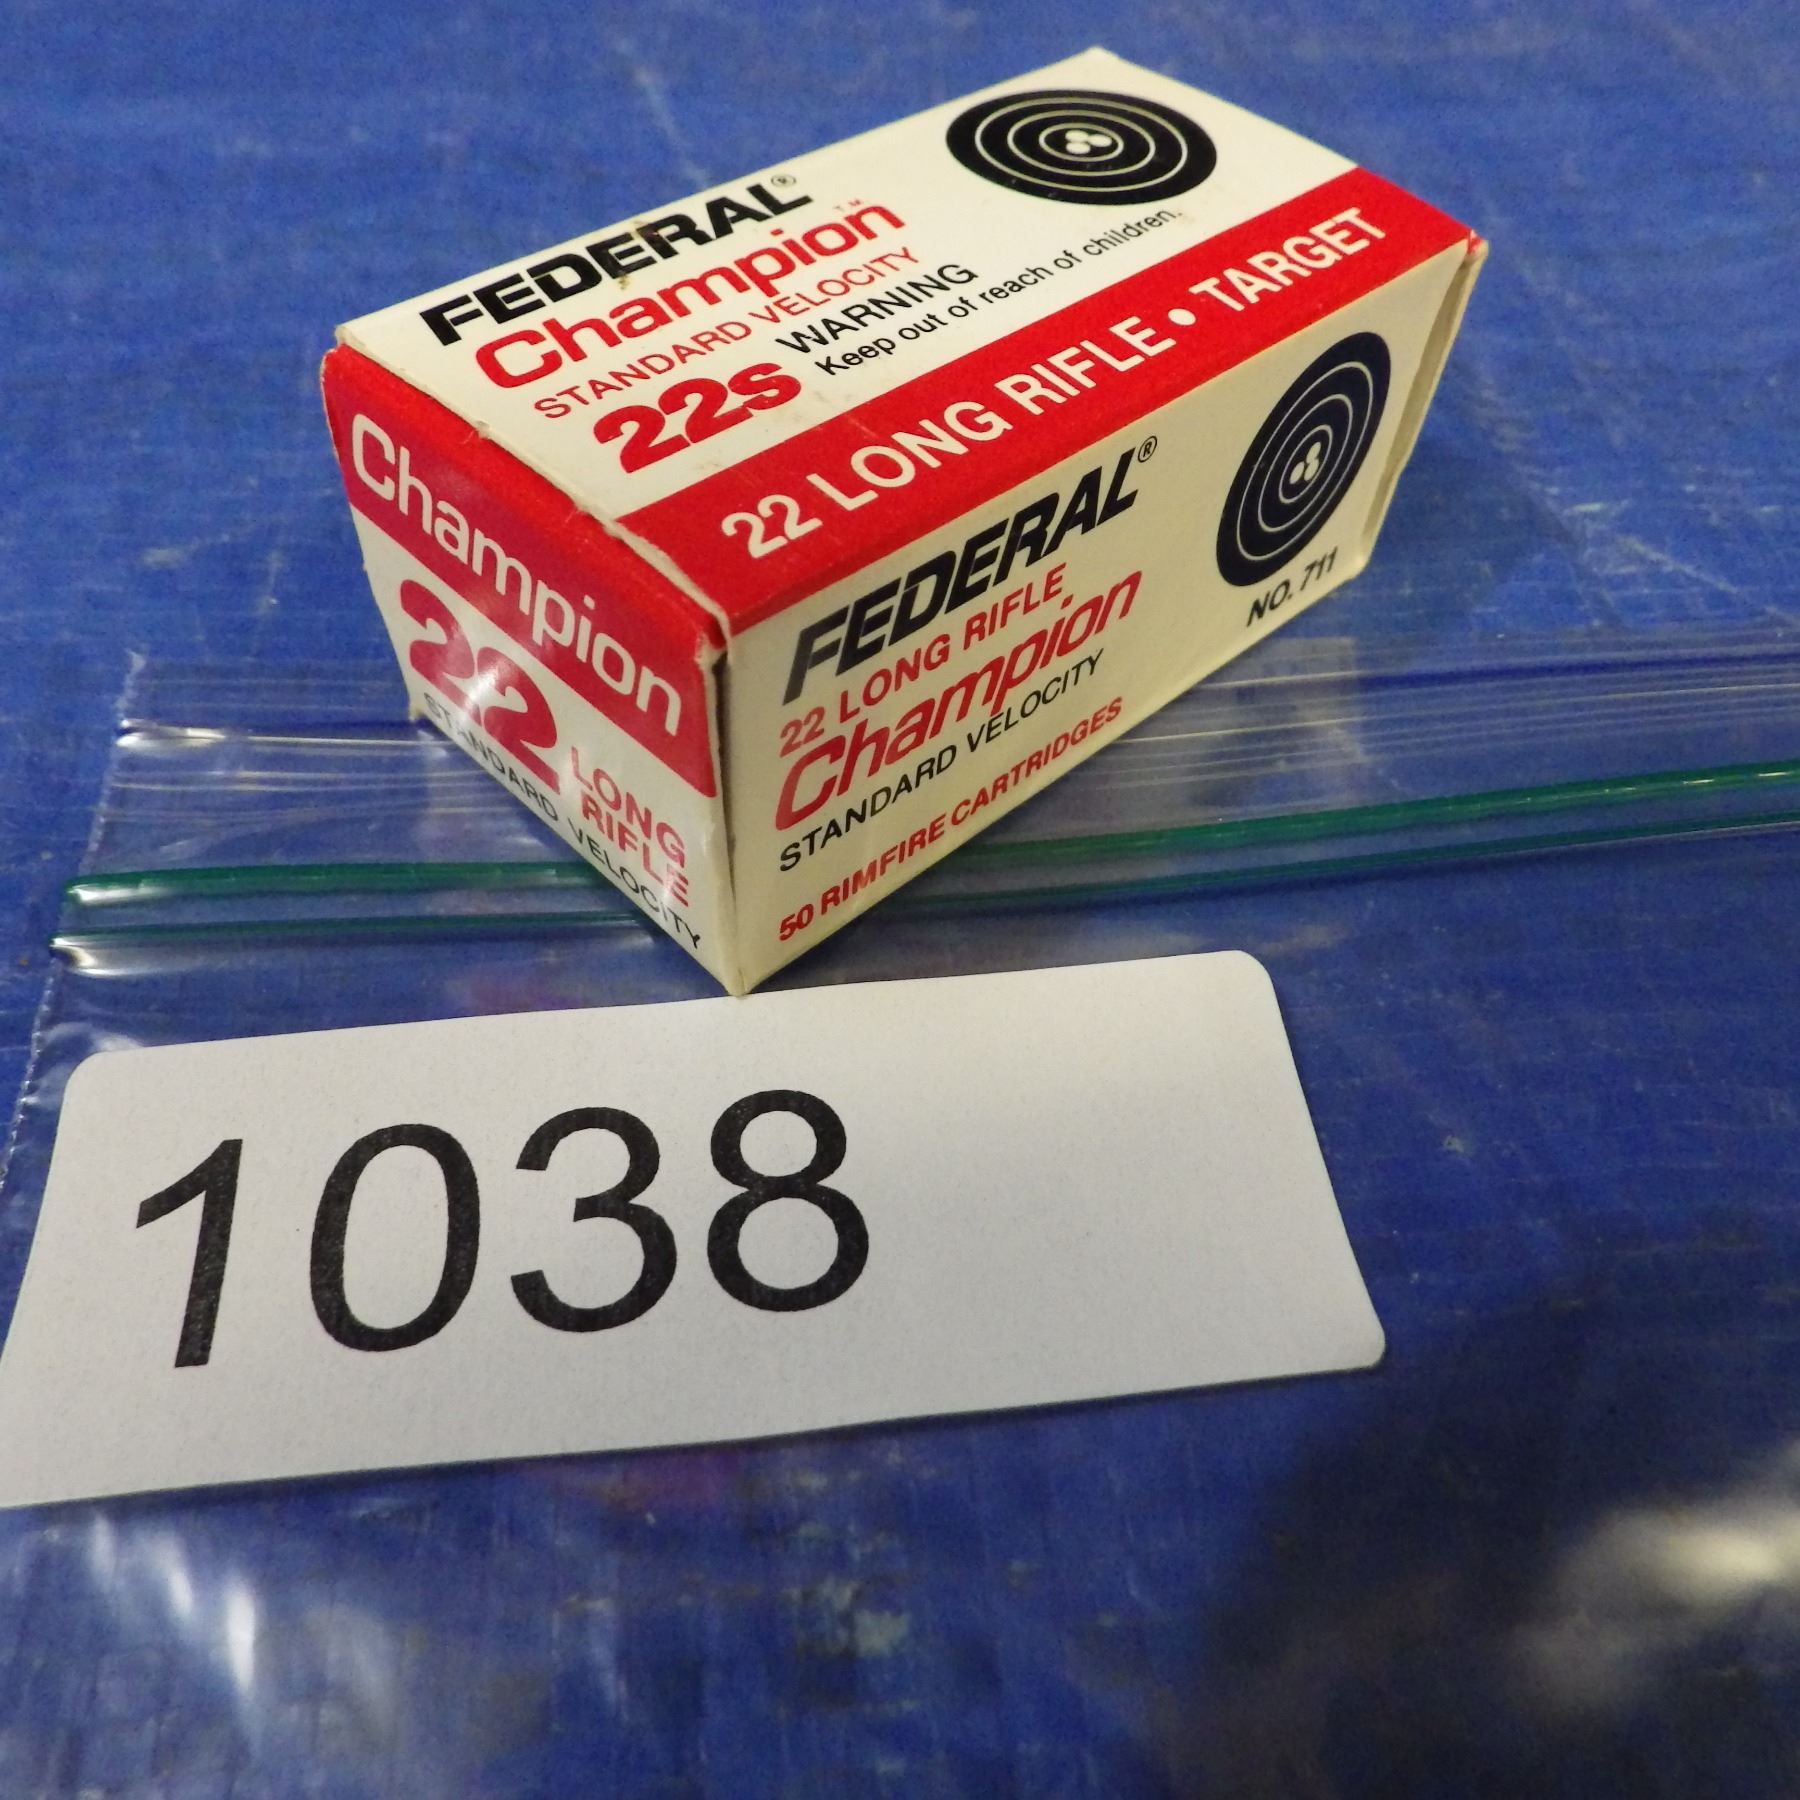 FEDERAL®
Champion™
STANDARD VELOCITY
22s WARNING
Keep out of reach of children.
22 LONG RIFLE • TARGET
Champion
22 LONG
RIFLE
STANDARD VELOCITY
FEDERAL®
22 LONG RIFLE
Champion
STANDARD VELOCITY
50 RIMFIRE CARTRIDGES
NO. 711
1038